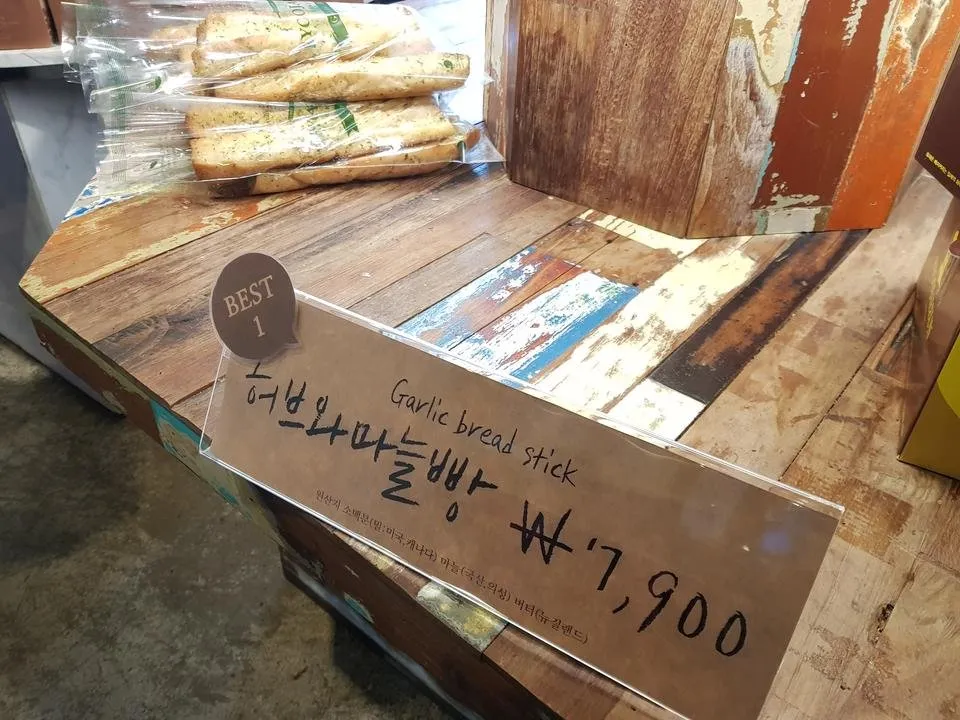 BEST
1
Garlic bread stick
허브와마늘빵 ₩7,900
원산지 소맥분(밀:미국,캐나다) 마늘(국산,의성) 버터(뉴질랜드)